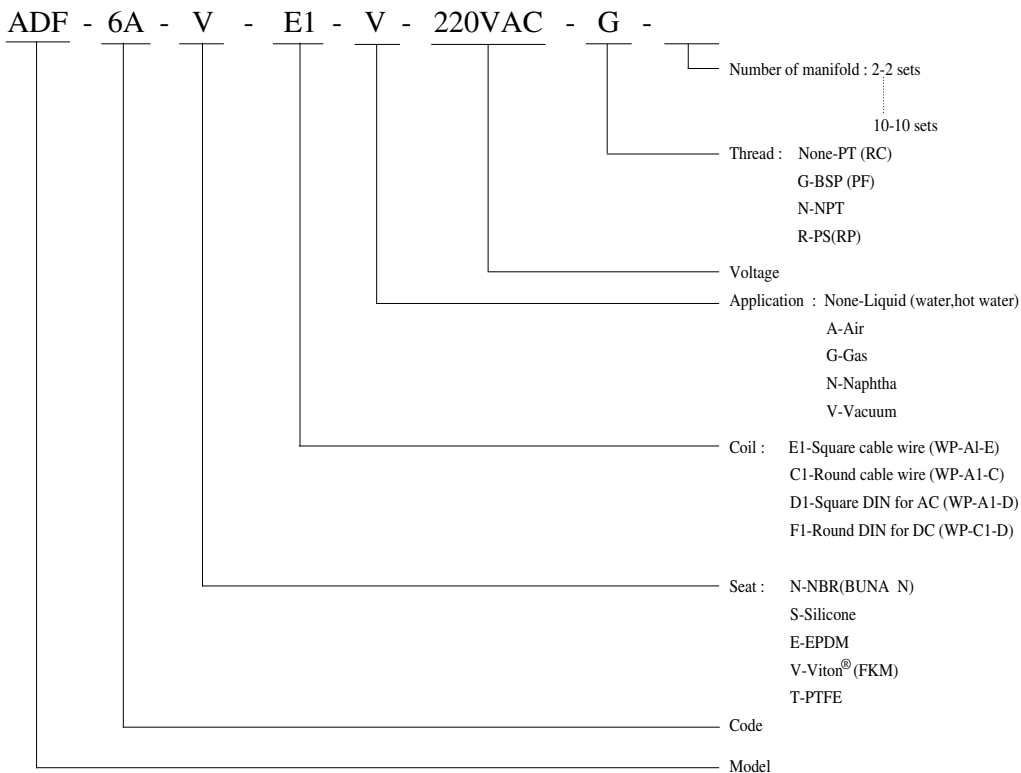 ADF - 6A - V - E1 - V - 220VAC - G -
Number of manifold : 2-2 sets
10-10 sets
Thread : None-PT (RC)
G-BSP (PF)
N-NPT
R-PS(RP)
Voltage
Application : None-Liquid (water,hot water)
A-Air
G-Gas
N-Naphtha
V-Vacuum
Coil : E1-Square cable wire (WP-Al-E)
C1-Round cable wire (WP-A1-C)
D1-Square DIN for AC (WP-A1-D)
F1-Round DIN for DC (WP-C1-D)
Seat : N-NBR(BUNA N)
S-Silicone
E-EPDM
V-Viton® (FKM)
T-PTFE
Code
Model